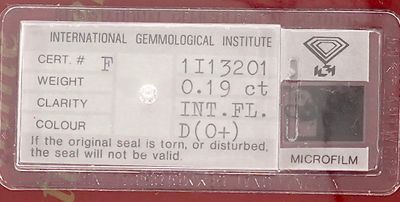 INTERNATIONAL GEMMOLOGICAL INSTITUTE
CERT. # F 1I13201
WEIGHT 0.19 ct
CLARITY INT.FL.
COLOUR D(O+)
If the original seal is torn, or disturbed,
the seal will not be valid.
MICROFILM